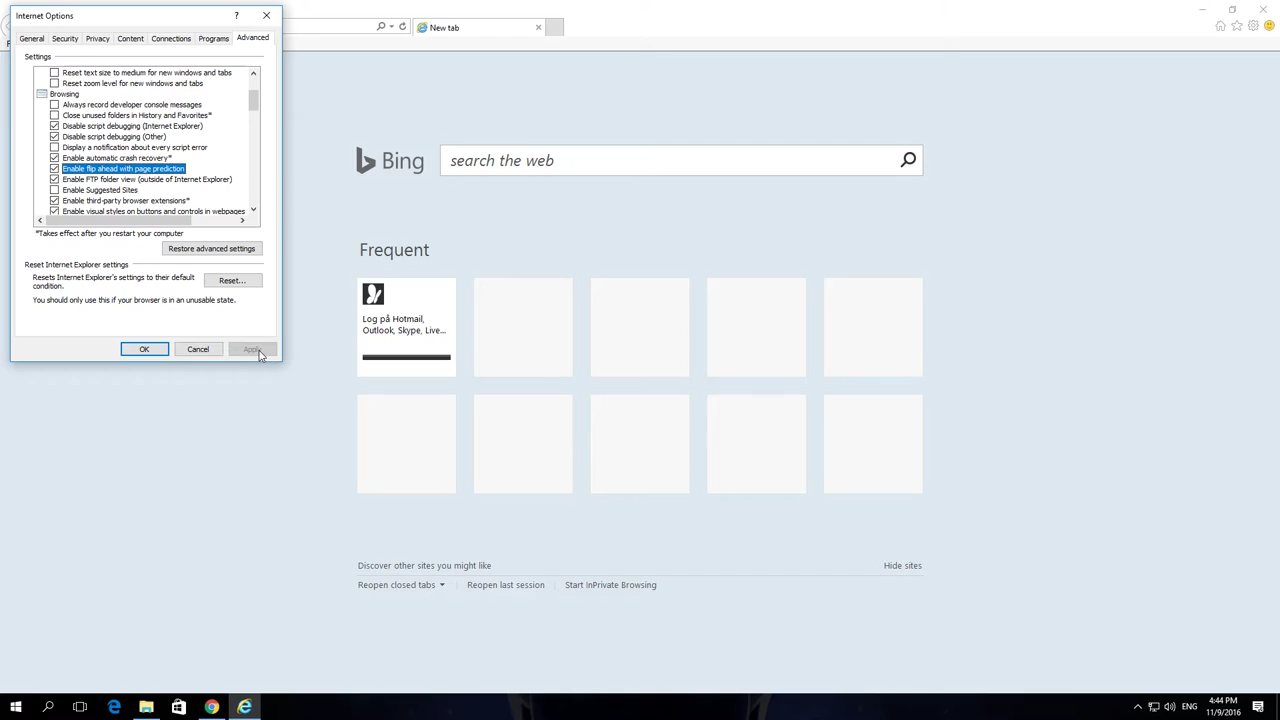 Internet Options
?
New tab
General Security Privacy Content Connections Programs Advanced
Settings
Reset text size to medium for new windows and tabs
Reset zoom level for new windows and tabs
Browsing
Always record developer console messages
Close unused folders in History and Favorites*
Disable script debugging (Internet Explorer)
Disable script debugging (Other)
Display a notification about every script error
Enable automatic crash recovery*
Enable flip ahead with page prediction
Enable FTP folder view (outside of Internet Explorer)
Enable Suggested Sites
Enable third-party browser extensions*
Enable visual styles on buttons and controls in webpages
*Takes effect after you restart your computer
Restore advanced settings
Reset Internet Explorer settings
Resets Internet Explorer's settings to their default
condition.
Reset...
You should only use this if your browser is in an unusable state.
OK Cancel Apply
Bing
search the web
Frequent
Log på Hotmail,
Outlook, Skype, Live...
Discover other sites you might like
Hide sites
Reopen closed tabs
Reopen last session
Start InPrivate Browsing
ENG
4:44 PM
11/9/2016